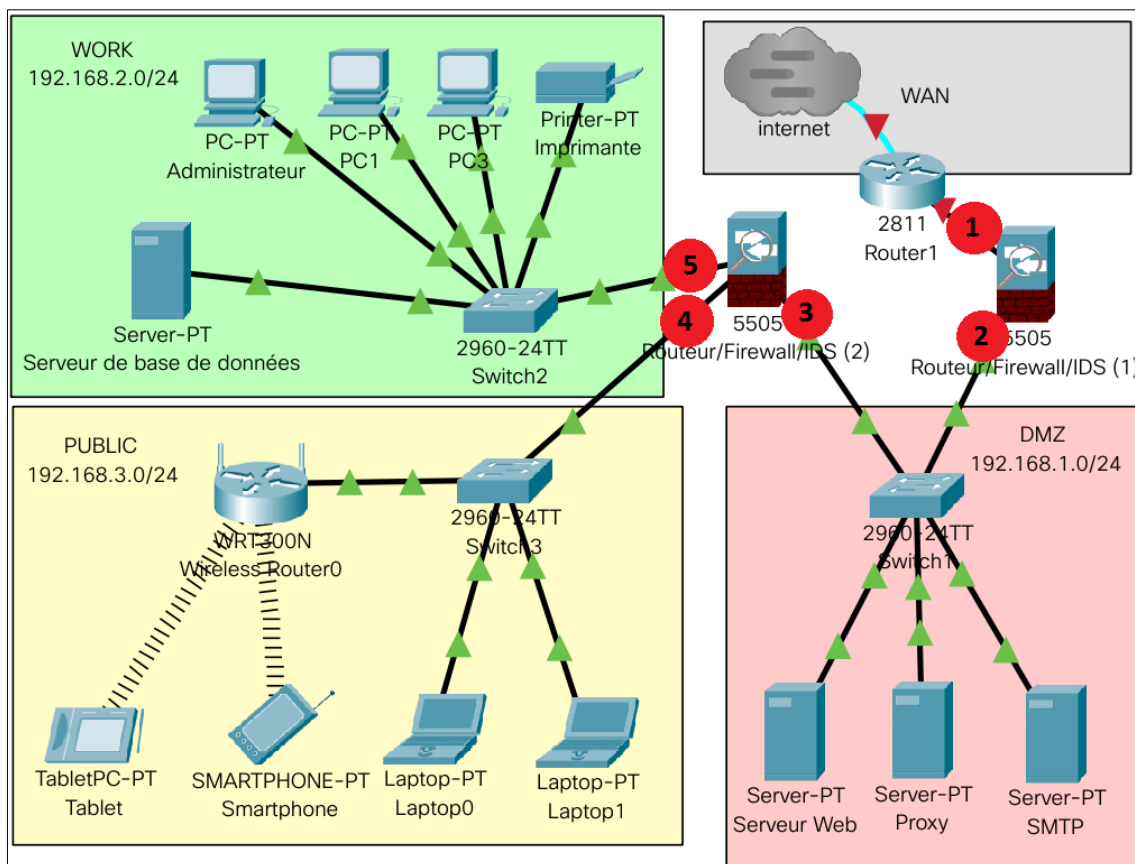 WORK
192.168.2.0/24
PC-PT
Administrateur
PC-PT
PC1
PC-PT
PC3
Printer-PT
Imprimante
Server-PT
Serveur de base de données
2960-24TT
Switch2
internet
WAN
2811
Router1
1
5505
Routeur/Firewall/IDS (1)
2
5505
Routeur/Firewall/IDS (2)
3
4
5
PUBLIC
192.168.3.0/24
WRT300N
Wireless Router0
2960-24TT
Switch3
TabletPC-PT
Tablet
SMARTPHONE-PT
Smartphone
Laptop-PT
Laptop0
Laptop-PT
Laptop1
DMZ
192.168.1.0/24
2960-24TT
Switch1
Server-PT
Serveur Web
Server-PT
Proxy
Server-PT
SMTP